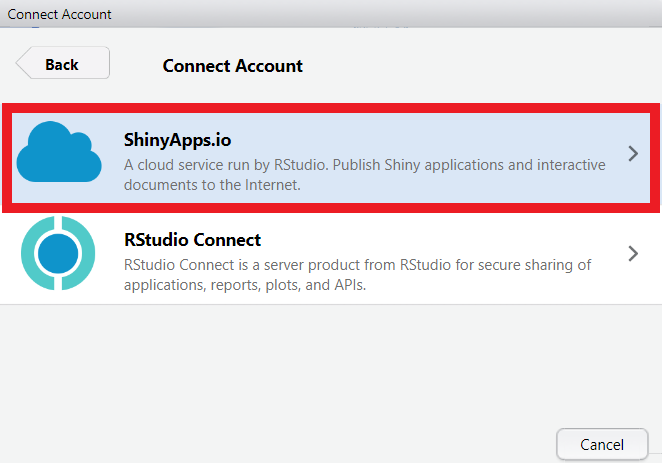 Connect Account
Back
Connect Account
ShinyApps.io
A cloud service run by RStudio. Publish Shiny applications and interactive
documents to the Internet.
RStudio Connect
RStudio Connect is a server product from RStudio for secure sharing of
applications, reports, plots, and APIs.
Cancel